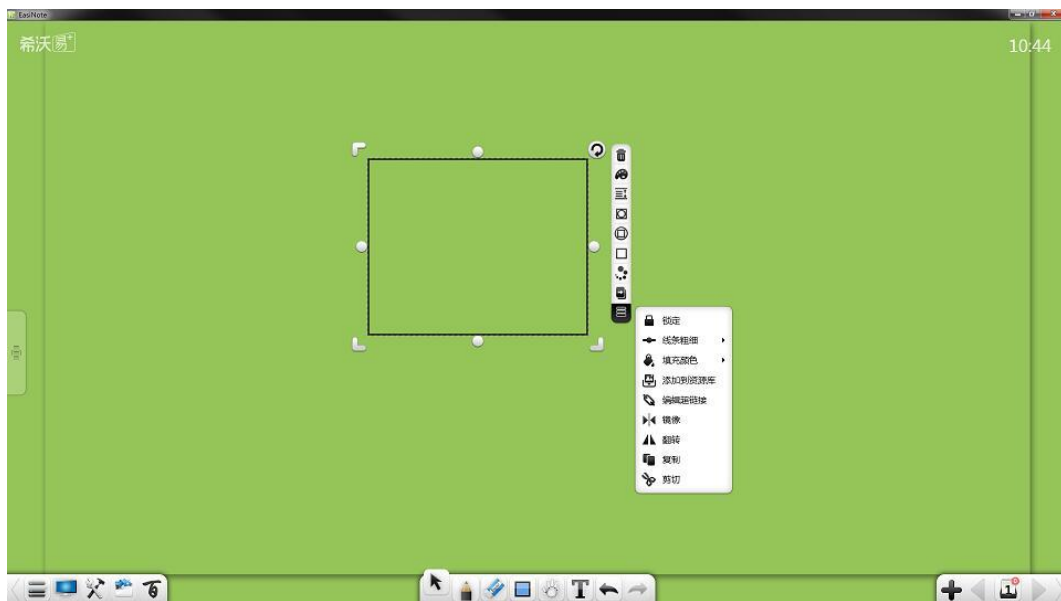 EasiNote
希沃易+
10:44
锁定
线条粗细
填充颜色
添加到资源库
编辑超链接
镜像
翻转
复制
剪切
T
1